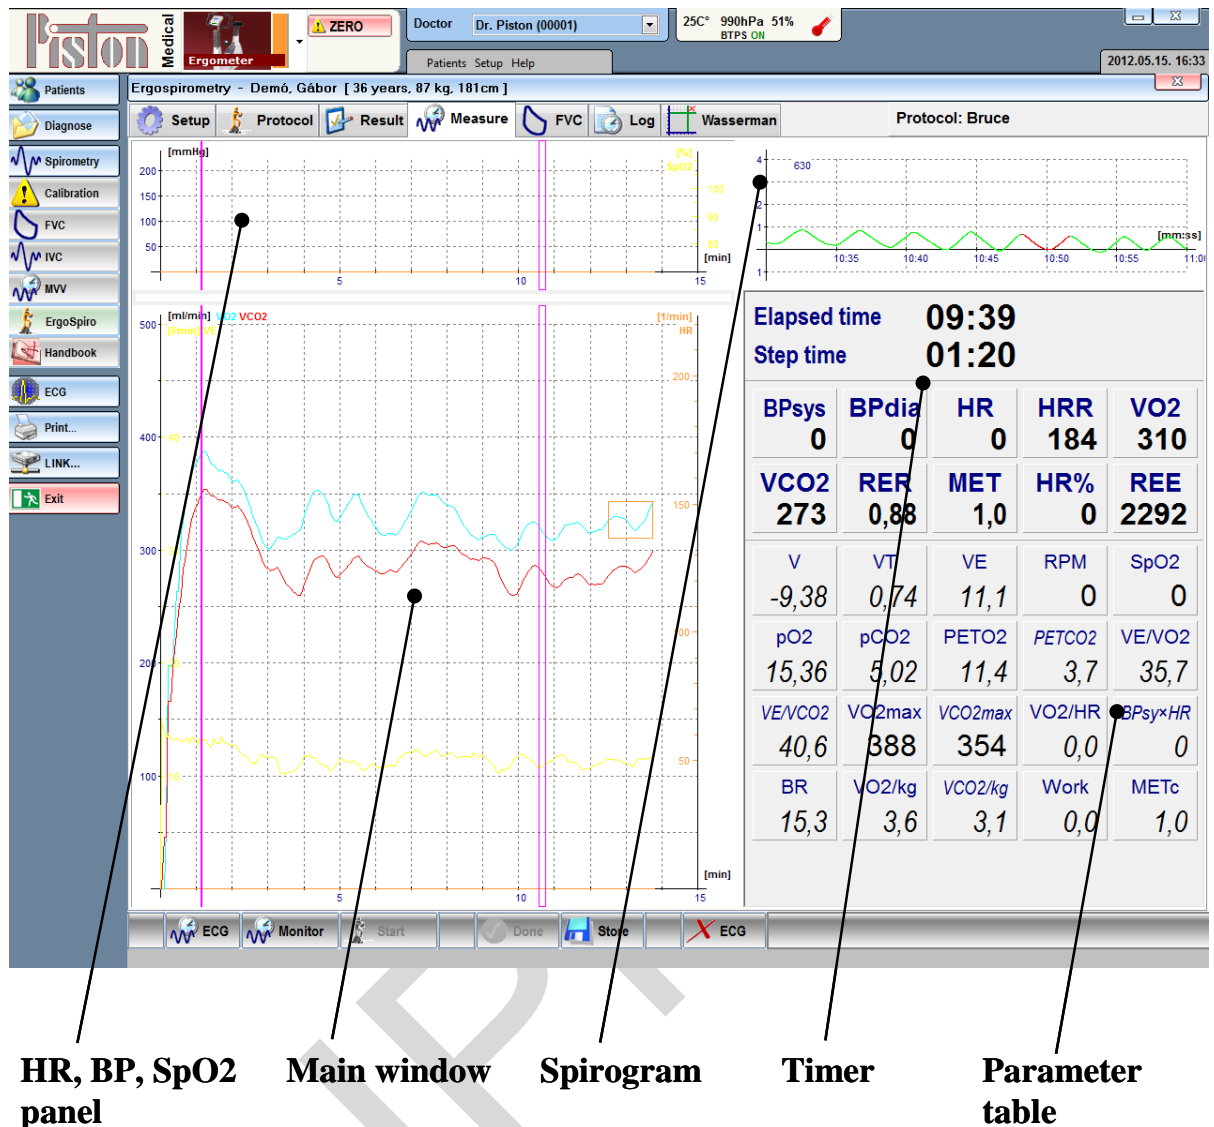 Piston
Medical
Ergometer
ZERO
Doctor Dr. Piston (00001)
25C° 990hPa 51%
BTPS ON
Patients Setup Help
2012.05.15. 16:33
Ergospirometry - Demó, Gábor [ 36 years, 87 kg, 181cm ]
Setup Protocol Result Measure FVC Log Wasserman
Protocol: Bruce
Patients
Diagnose
Spirometry
Calibration
FVC
IVC
MVV
ErgoSpiro
Handbook
ECG
Print...
LINK...
Exit
[mmHg] [%]
SpO2
200
150
100
50
100
90
80
[min]
5 10 15
4
2
1
1
630
[mm:ss]
10:35 10:40 10:45 10:50 10:55 11:00
[ml/min] VO2 VCO2 [1/min]
[l/min] VE HR
500
400
300
200
100
40
30
20
10
200
150
100
50
[min]
5 10 15
Elapsed time 09:39
Step time 01:20
BPsys BPdia HR HRR VO2
0 0 0 184 310
VCO2 RER MET HR% REE
273 0,88 1,0 0 2292
V VT VE RPM SpO2
-9,38 0,74 11,1 0 0
pO2 pCO2 PETO2 PETCO2 VE/VO2
15,36 5,02 11,4 3,7 35,7
VE/VCO2 VO2max VCO2max VO2/HR BPsy×HR
40,6 388 354 0,0 0
BR VO2/kg VCO2/kg Work METc
15,3 3,6 3,1 0,0 1,0
ECG Monitor Start Done Store ECG
HR, BP, SpO2 panel
Main window
Spirogram
Timer
Parameter table